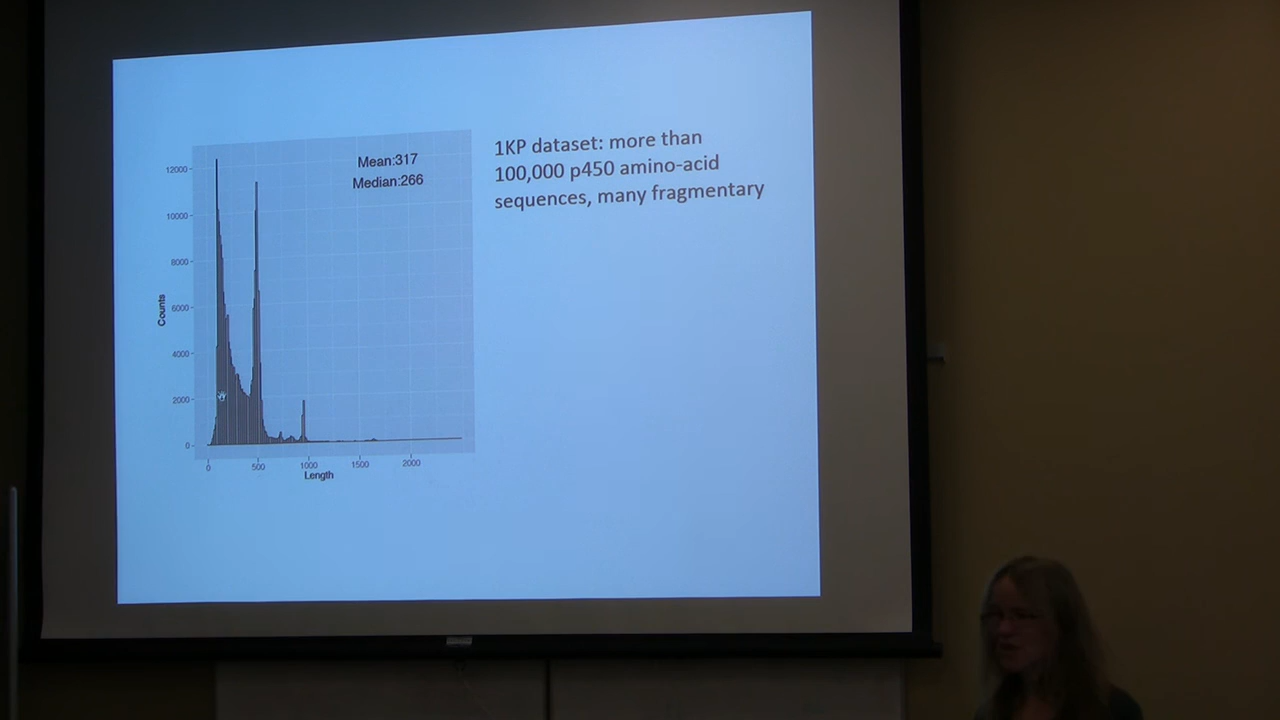 1KP dataset: more than
100,000 p450 amino-acid
sequences, many fragmentary
Mean:317
Median:266
Counts
12000
10000
8000
6000
4000
2000
0
0 500 1000 1500 2000
Length